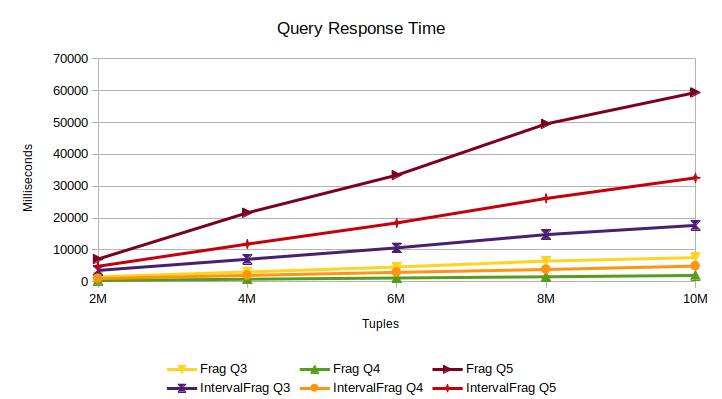 Query Response Time
70000
60000
50000
40000
30000
20000
10000
0
Milliseconds
2M 4M 6M 8M 10M
Tuples
Frag Q3 Frag Q4 Frag Q5
IntervalFrag Q3 IntervalFrag Q4 IntervalFrag Q5